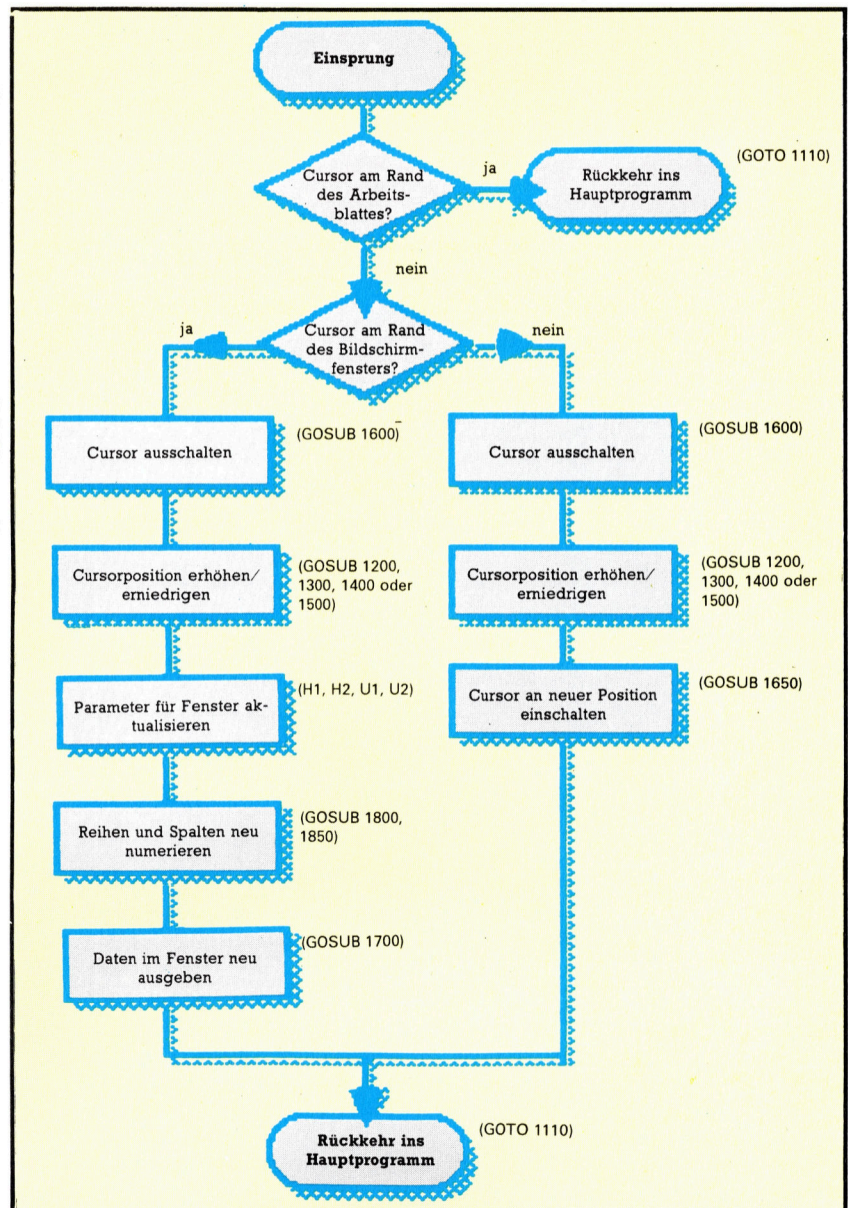 Einsprung
Cursor am Rand
des Arbeits-
blattes?
ja
Rückkehr ins
Hauptprogramm
(GOTO 1110)
nein
Cursor am Rand
des Bildschirm-
fensters?
ja
nein
Cursor ausschalten
(GOSUB 1600)
Cursorposition erhöhen/
erniedrigen
(GOSUB 1200,
1300, 1400 oder
1500)
Parameter für Fenster ak-
tualisieren
(H1, H2, U1, U2)
Reihen und Spalten neu
numerieren
(GOSUB 1800,
1850)
Daten im Fenster neu
ausgeben
(GOSUB 1700)
Cursor ausschalten
(GOSUB 1600)
Cursorposition erhöhen/
erniedrigen
(GOSUB 1200,
1300, 1400 oder
1500)
Cursor an neuer Position
einschalten
(GOSUB 1650)
Rückkehr ins
Hauptprogramm
(GOTO 1110)